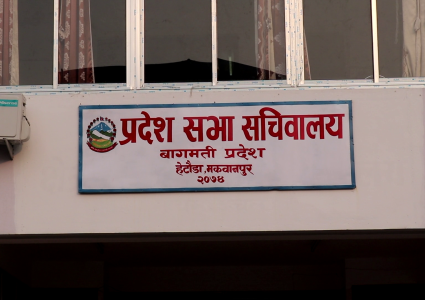 प्रदेश सभा सचिवालय
बागमती प्रदेश
हेटौडा,मकवानपुर
२०७४